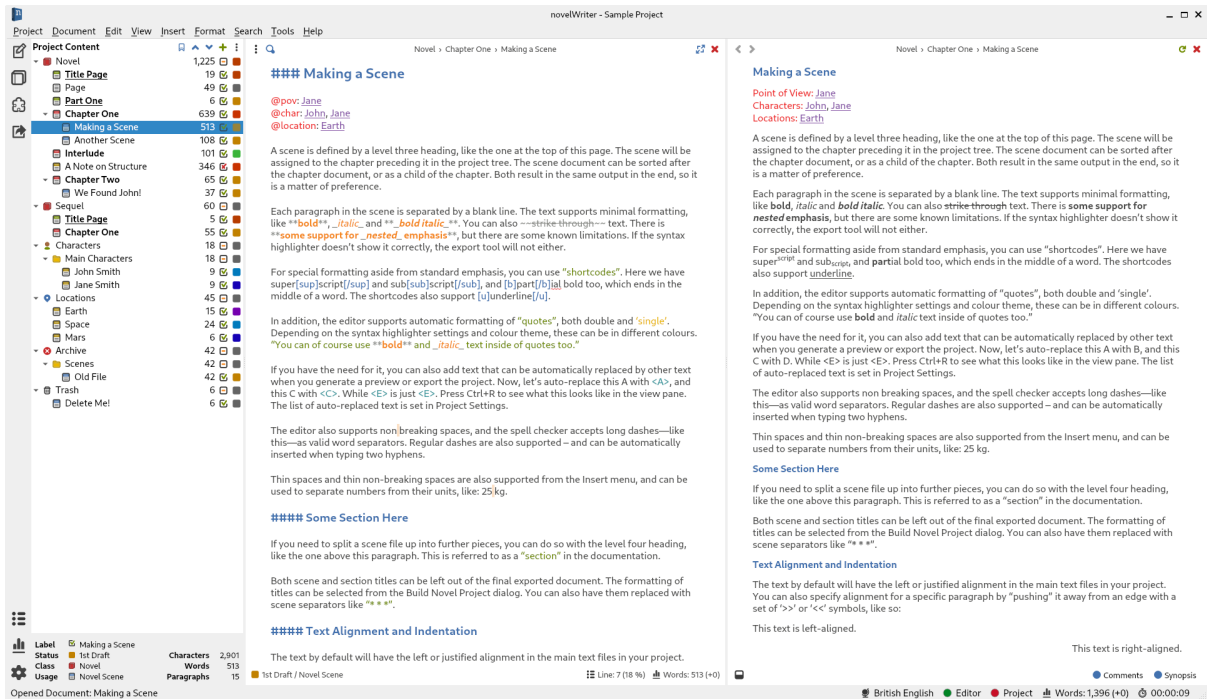 novelWriter - Sample Project
Project Document Edit View Insert Format Search Tools Help
Project Content
Novel 1,225
Title Page 19
Page 49
Part One 6
Chapter One 639
Making a Scene 513
Another Scene 108
Interlude 101
A Note on Structure 346
Chapter Two 65
We Found John! 37
Sequel 60
Title Page 5
Chapter One 55
Characters 18
Main Characters 18
John Smith 9
Jane Smith 9
Locations 45
Earth 15
Space 24
Mars 6
Archive 42
Scenes 42
Old File 42
Trash 6
Delete Me! 6
Label Making a Scene
Status 1st Draft Characters 2,901
Class Novel Words 513
Usage Novel Scene Paragraphs 15
Novel › Chapter One › Making a Scene
### Making a Scene
@pov: Jane
@char: John, Jane
@location: Earth
A scene is defined by a level three heading, like the one at the top of this page. The scene will be
assigned to the chapter preceding it in the project tree. The scene document can be sorted after
the chapter document, or as a child of the chapter. Both result in the same output in the end, so it
is a matter of preference.
Each paragraph in the scene is separated by a blank line. The text supports minimal formatting,
like **bold**, _italic_ and **_bold italic_**. You can also ~~strike through~~ text. There is
**some support for _nested_ emphasis**, but there are some known limitations. If the syntax
highlighter doesn’t show it correctly, the export tool will not either.
For special formatting aside from standard emphasis, you can use “shortcodes”. Here we have
super[sup]script[/sup] and sub[sub]script[/sub], and [b]part[/b]ial bold too, which ends in the
middle of a word. The shortcodes also support [u]underline[/u].
In addition, the editor supports automatic formatting of “quotes”, both double and ‘single’.
Depending on the syntax highlighter settings and colour theme, these can be in different colours.
“You can of course use **bold** and _italic_ text inside of quotes too.”
If you have the need for it, you can also add text that can be automatically replaced by other text
when you generate a preview or export the project. Now, let’s auto-replace this A with <A>, and
this C with <C>. While <E> is just <E>. Press Ctrl+R to see what this looks like in the view pane.
The list of auto-replaced text is set in Project Settings.
The editor also supports non breaking spaces, and the spell checker accepts long dashes—like
this—as valid word separators. Regular dashes are also supported – and can be automatically
inserted when typing two hyphens.
Thin spaces and thin non-breaking spaces are also supported from the Insert menu, and can be
used to separate numbers from their units, like: 25 kg.
#### Some Section Here
If you need to split a scene file up into further pieces, you can do so with the level four heading,
like the one above this paragraph. This is referred to as a “section” in the documentation.
Both scene and section titles can be left out of the final exported document. The formatting of
titles can be selected from the Build Novel Project dialog. You can also have them replaced with
scene separators like “* * *”.
#### Text Alignment and Indentation
The text by default will have the left or justified alignment in the main text files in your project.
1st Draft / Novel Scene Line: 7 (18 %) Words: 513 (+0)
Novel › Chapter One › Making a Scene
Making a Scene
Point of View: Jane
Characters: John, Jane
Locations: Earth
A scene is defined by a level three heading, like the one at the top of this page. The scene will be
assigned to the chapter preceding it in the project tree. The scene document can be sorted after
the chapter document, or as a child of the chapter. Both result in the same output in the end, so it
is a matter of preference.
Each paragraph in the scene is separated by a blank line. The text supports minimal formatting,
like bold, italic and bold italic. You can also strike through text. There is some support for
nested emphasis, but there are some known limitations. If the syntax highlighter doesn’t show it
correctly, the export tool will not either.
For special formatting aside from standard emphasis, you can use “shortcodes”. Here we have
superscript and subscript, and partial bold too, which ends in the middle of a word. The shortcodes
also support underline.
In addition, the editor supports automatic formatting of “quotes”, both double and ‘single’.
Depending on the syntax highlighter settings and colour theme, these can be in different colours.
“You can of course use bold and italic text inside of quotes too.”
If you have the need for it, you can also add text that can be automatically replaced by other text
when you generate a preview or export the project. Now, let’s auto-replace this A with B, and this
C with D. While <E> is just <E>. Press Ctrl+R to see what this looks like in the view pane. The list
of auto-replaced text is set in Project Settings.
The editor also supports non breaking spaces, and the spell checker accepts long dashes—like
this—as valid word separators. Regular dashes are also supported – and can be automatically
inserted when typing two hyphens.
Thin spaces and thin non-breaking spaces are also supported from the Insert menu, and can be
used to separate numbers from their units, like: 25 kg.
Some Section Here
If you need to split a scene file up into further pieces, you can do so with the level four heading,
like the one above this paragraph. This is referred to as a “section” in the documentation.
Both scene and section titles can be left out of the final exported document. The formatting of
titles can be selected from the Build Novel Project dialog. You can also have them replaced with
scene separators like “* * *”.
Text Alignment and Indentation
The text by default will have the left or justified alignment in the main text files in your project.
You can also specify alignment for a specific paragraph by “pushing” it away from an edge with a
set of ‘>>’ or ‘<<’ symbols, like so:
This text is left-aligned.
This text is right-aligned.
Comments Synopsis
Opened Document: Making a Scene
British English Editor Project Words: 1,396 (+0) 00:00:09